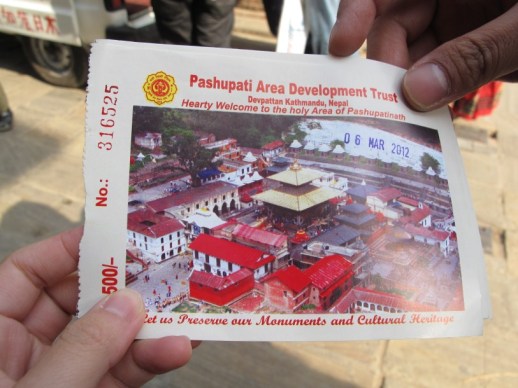 Pashupati Area Development Trust
Devpattan Kathmandu, Nepal
Hearty Welcome to the holy Area of Pashupatinath
06 MAR 2012
No.: 316525
500/-
Let us Preserve our Monuments and Cultural Heritage